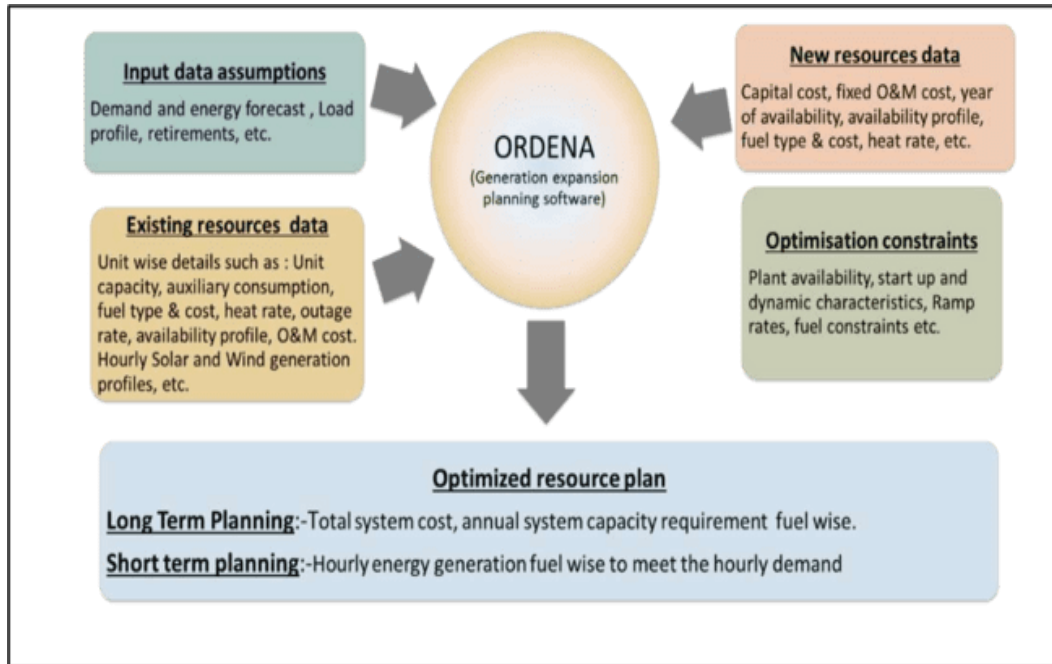 Input data assumptions
Demand and energy forecast , Load
profile, retirements, etc.
Existing resources data
Unit wise details such as : Unit
capacity, auxiliary consumption,
fuel type & cost, heat rate, outage
rate, availability profile, O&M cost.
Hourly Solar and Wind generation
profiles, etc.
ORDENA
(Generation expansion
planning software)
New resources data
Capital cost, fixed O&M cost, year
of availability, availability profile,
fuel type & cost, heat rate, etc.
Optimisation constraints
Plant availability, start up and
dynamic characteristics, Ramp
rates, fuel constraints etc.
Optimized resource plan
Long Term Planning:-Total system cost, annual system capacity requirement fuel wise.
Short term planning:-Hourly energy generation fuel wise to meet the hourly demand